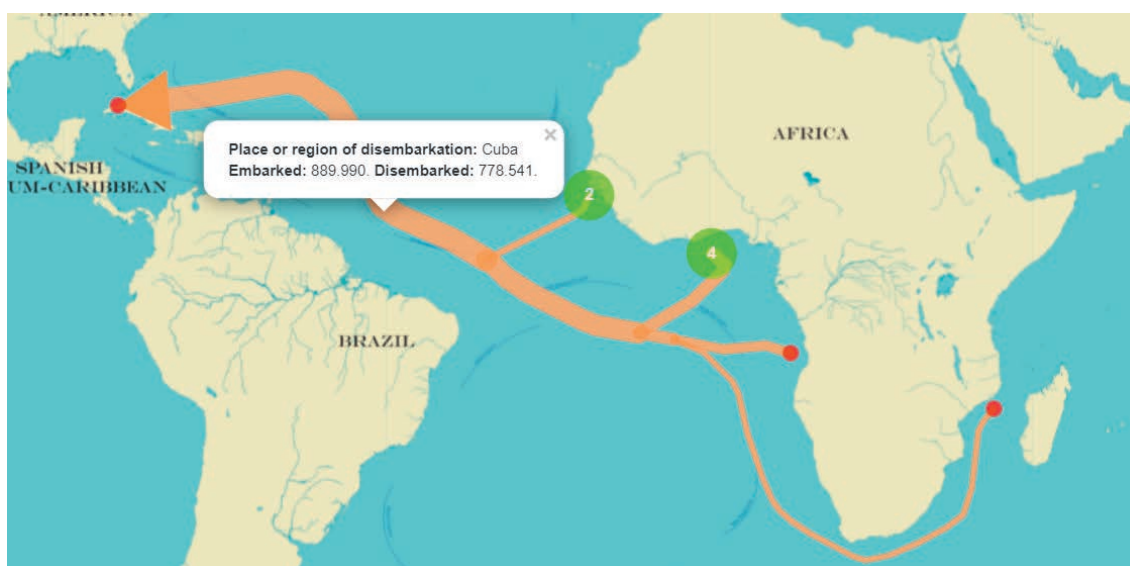 AMERICA
AFRICA
Place or region of disembarkation: Cuba
Embarked: 889.990. Disembarked: 778.541.
SPANISH
UM-CARIBBEAN
2
4
BRAZIL